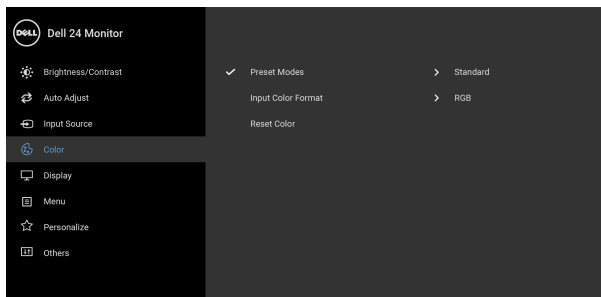 DELL Dell 24 Monitor
Brightness/Contrast Preset Modes Standard
Auto Adjust Input Color Format RGB
Input Source Reset Color
Color
Display
Menu
Personalize
Others